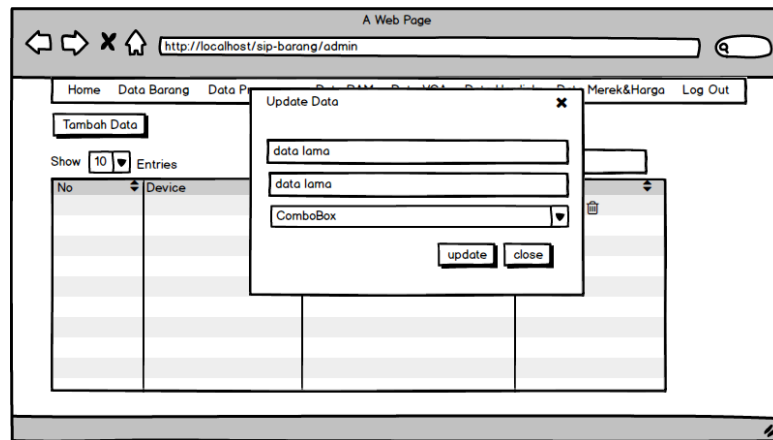 A Web Page
http://localhost/sip-barang/admin
Home Data Barang Data Merek&Harga Log Out
Update Data
Tambah Data
data lama
Show 10 Entries
data lama
No Device
ComboBox
update close